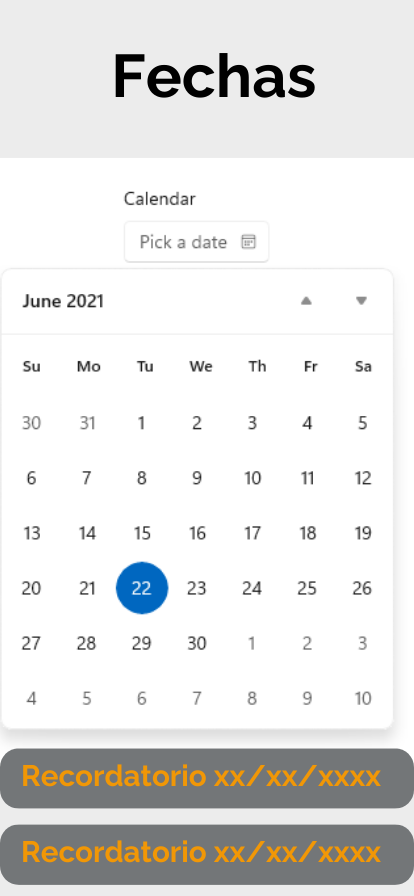 Fechas
Calendar
Pick a date
June 2021
Su Mo Tu We Th Fr Sa
30 31 1 2 3 4 5
6 7 8 9 10 11 12
13 14 15 16 17 18 19
20 21 22 23 24 25 26
27 28 29 30 1 2 3
4 5 6 7 8 9 10
Recordatorio xx/xx/xxxx
Recordatorio xx/xx/xxxx